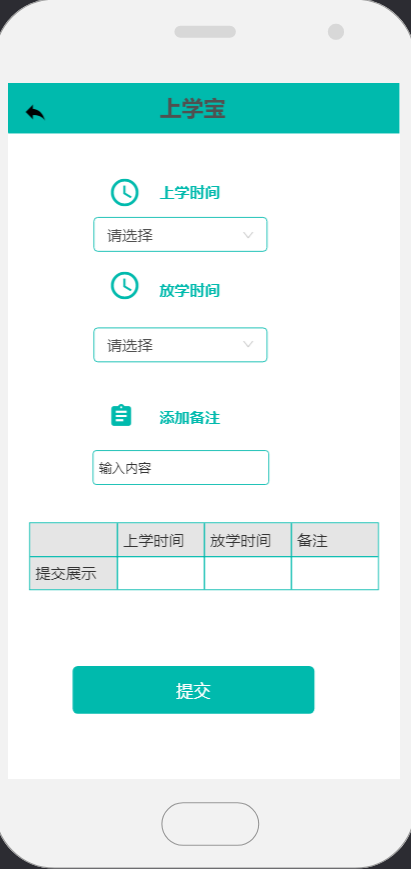 上学宝
上学时间
请选择
放学时间
请选择
添加备注
输入内容
上学时间 放学时间 备注
提交展示
提交